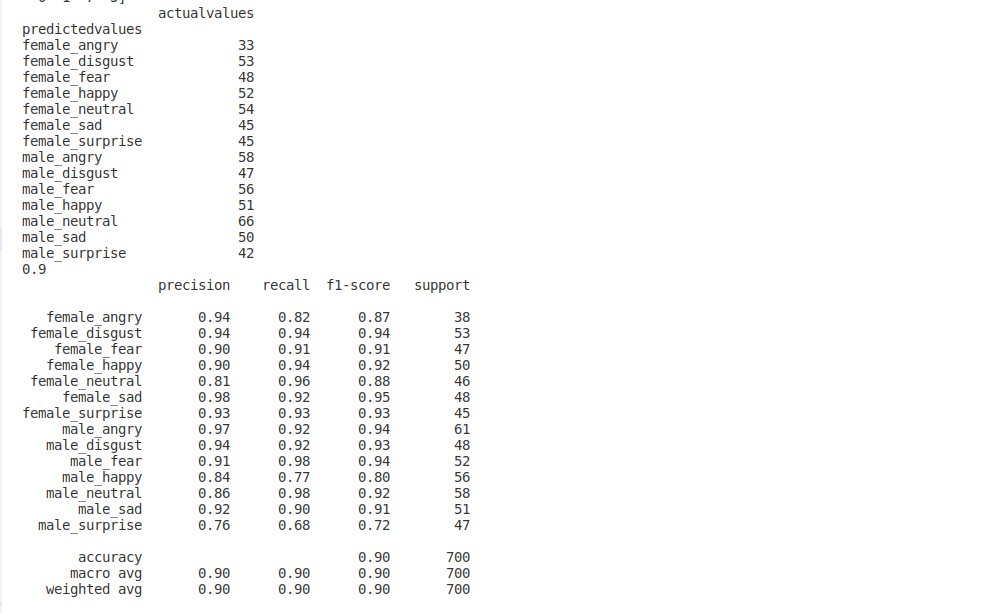 actualvalues
predictedvalues
female_angry 33
female_disgust 53
female_fear 48
female_happy 52
female_neutral 54
female_sad 45
female_surprise 45
male_angry 58
male_disgust 47
male_fear 56
male_happy 51
male_neutral 66
male_sad 50
male_surprise 42
0.9
precision recall f1-score support
female_angry 0.94 0.82 0.87 38
female_disgust 0.94 0.94 0.94 53
female_fear 0.90 0.91 0.91 47
female_happy 0.90 0.94 0.92 50
female_neutral 0.81 0.96 0.88 46
female_sad 0.98 0.92 0.95 48
female_surprise 0.93 0.93 0.93 45
male_angry 0.97 0.92 0.94 61
male_disgust 0.94 0.92 0.93 48
male_fear 0.91 0.98 0.94 52
male_happy 0.84 0.77 0.80 56
male_neutral 0.86 0.98 0.92 58
male_sad 0.92 0.90 0.91 51
male_surprise 0.76 0.68 0.72 47
accuracy 0.90 700
macro avg 0.90 0.90 0.90 700
weighted avg 0.90 0.90 0.90 700